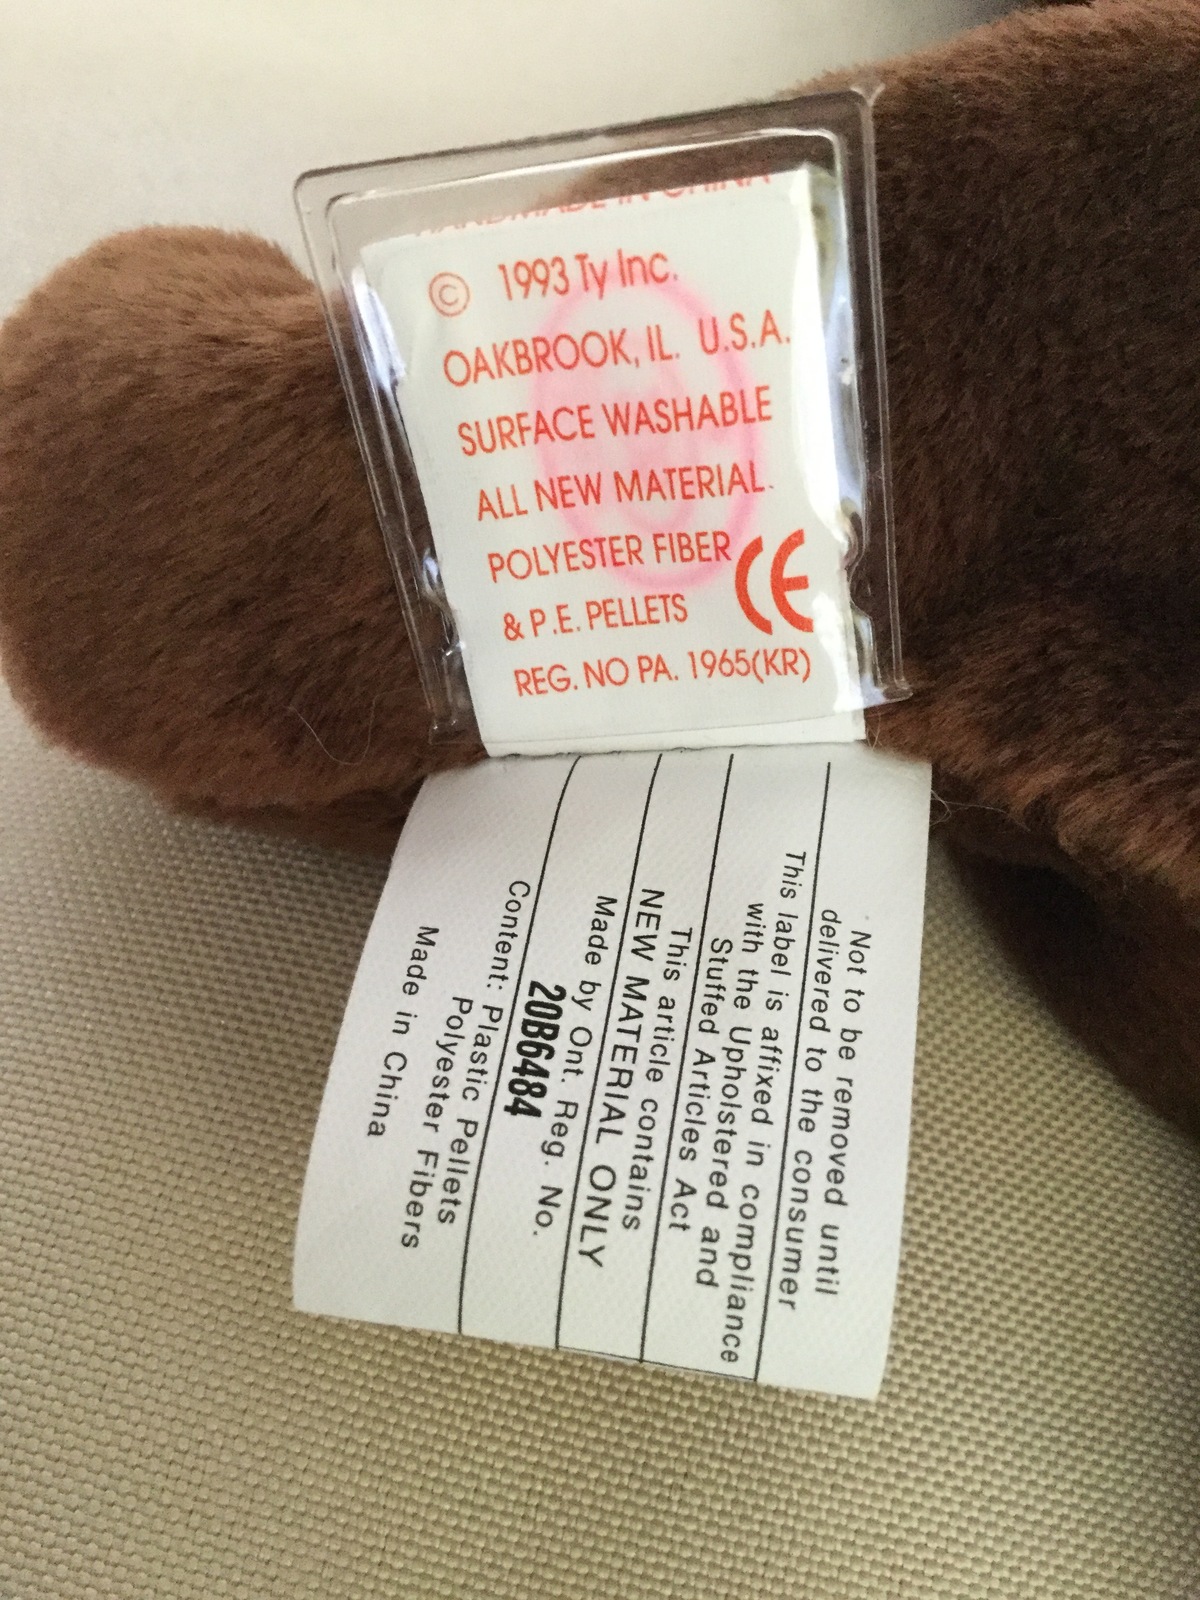 HANDMADE IN CHINA
© 1993 Ty Inc.
OAKBROOK, IL. U.S.A.
SURFACE WASHABLE
ALL NEW MATERIAL.
POLYESTER FIBER
& P.E. PELLETS
CE
REG. NO PA. 1965(KR)
Not to be removed until
delivered to the consumer
This label is affixed in compliance
with the Upholstered and
Stuffed Articles Act
This article contains
NEW MATERIAL ONLY
Made by Ont. Reg. No.
20B6484
Content: Plastic Pellets
Polyester Fibers
Made in China